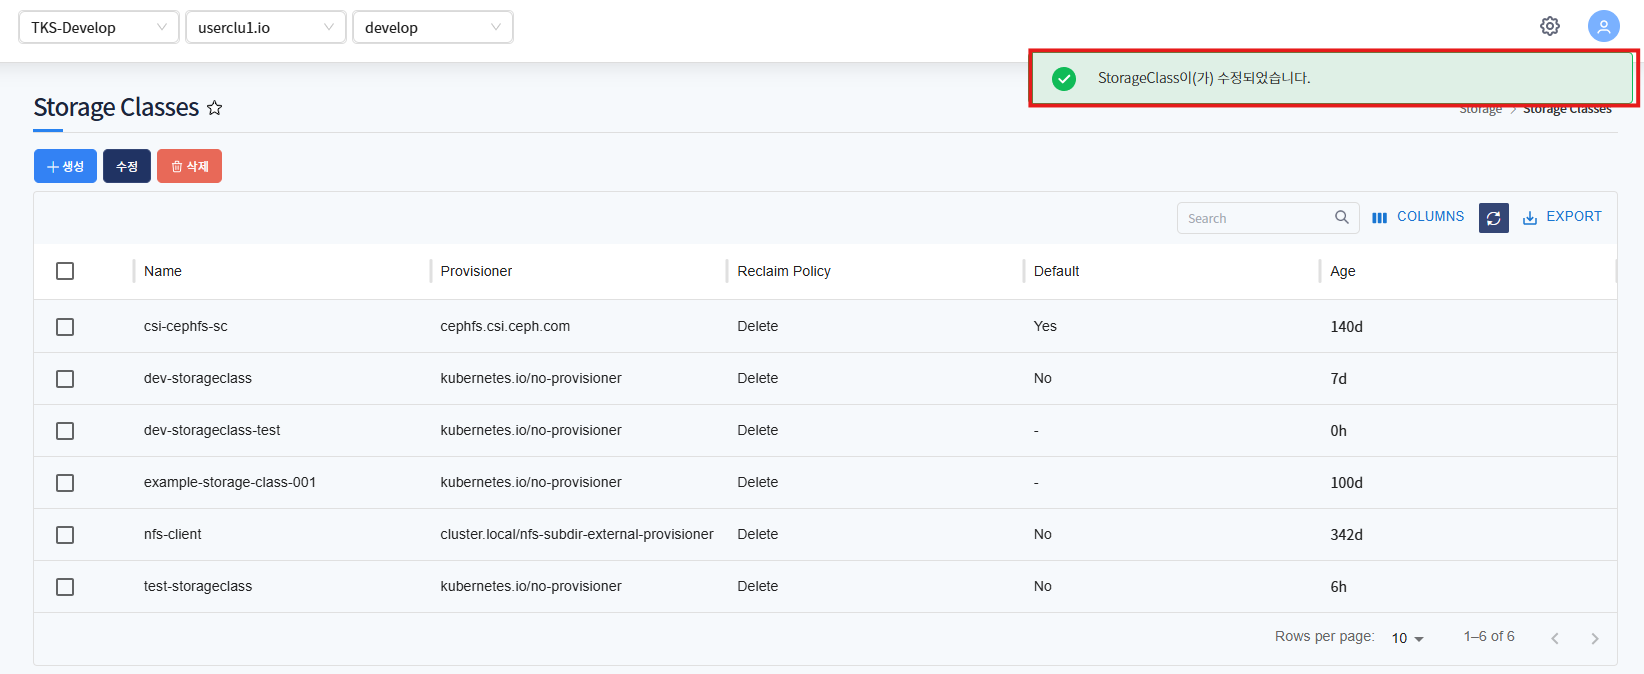 TKS-Develop userclu1.io develop
StorageClass이(가) 수정되었습니다.
Storage Classes
Storage > Storage Classes
생성 수정 삭제
Search COLUMNS EXPORT
Name Provisioner Reclaim Policy Default Age
csi-cephfs-sc cephfs.csi.ceph.com Delete Yes 140d
dev-storageclass kubernetes.io/no-provisioner Delete No 7d
dev-storageclass-test kubernetes.io/no-provisioner Delete - 0h
example-storage-class-001 kubernetes.io/no-provisioner Delete - 100d
nfs-client cluster.local/nfs-subdir-external-provisioner Delete No 342d
test-storageclass kubernetes.io/no-provisioner Delete No 6h
Rows per page: 10 1–6 of 6